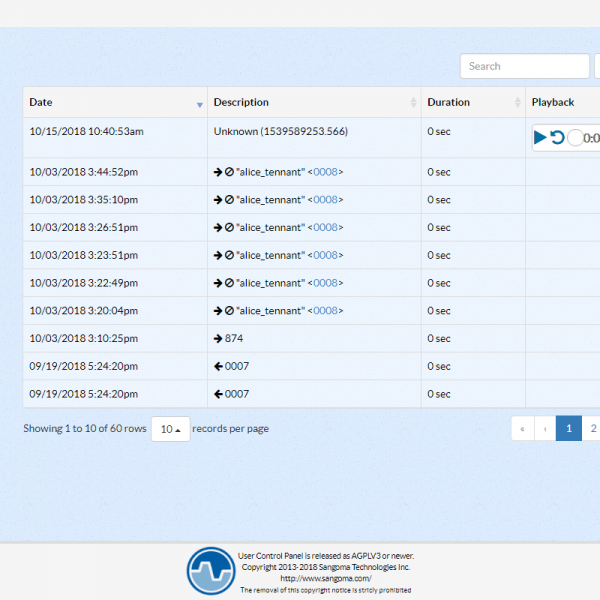 Search
Date Description Duration Playback
10/15/2018 10:40:53am Unknown (1539589253.566) 0 sec
10/03/2018 3:44:52pm "alice_tennant" <0008> 0 sec
10/03/2018 3:35:10pm "alice_tennant" <0008> 0 sec
10/03/2018 3:26:51pm "alice_tennant" <0008> 0 sec
10/03/2018 3:23:51pm "alice_tennant" <0008> 0 sec
10/03/2018 3:22:49pm "alice_tennant" <0008> 0 sec
10/03/2018 3:20:04pm "alice_tennant" <0008> 0 sec
10/03/2018 3:10:25pm 874 0 sec
09/19/2018 5:24:20pm 0007 0 sec
09/19/2018 5:24:20pm 0007 0 sec
Showing 1 to 10 of 60 rows 10 records per page « ‹ 1 2
User Control Panel is released as AGPLV3 or newer.
Copyright 2013-2018 Sangoma Technologies Inc.
http://www.sangoma.com/
The removal of this copyright notice is stricly prohibited